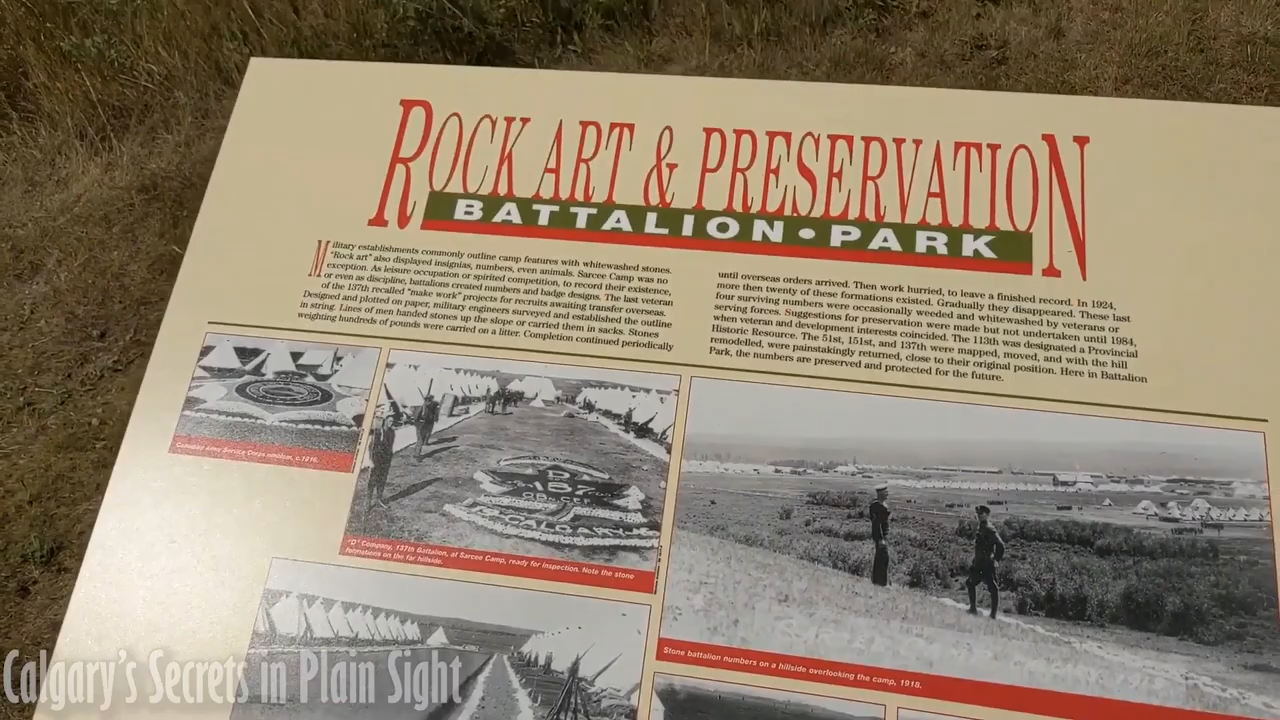 ROCK ART & PRESERVATION
BATTALION • PARK
Military establishments commonly outline camp features with whitewashed stones.
"Rock art" also displayed insignias, numbers, even animals. Sarcee Camp was no
exception. As leisure occupation or spirited competition, to record their existence,
or even as discipline, battalions created numbers and badge designs. The last veteran
of the 137th recalled "make work" projects for recruits awaiting transfer overseas.
Designed and plotted on paper, military engineers surveyed and established the outline
in string. Lines of men handed stones up the slope or carried them in sacks. Stones
weighting hundreds of pounds were carried on a litter. Completion continued periodically
until overseas orders arrived. Then work hurried, to leave a finished record. In 1924,
more then twenty of these formations existed. Gradually they disappeared. These last
four surviving numbers were occasionally weeded and whitewashed by veterans or
serving forces. Suggestions for preservation were made but not undertaken until 1984,
when veteran and development interests coincided. The 113th was designated a Provincial
Historic Resource. The 51st, 151st, and 137th were mapped, moved, and with the hill
remodelled, were painstakingly returned, close to their original position. Here in Battalion
Park, the numbers are preserved and protected for the future.
Canadian Army Service Corps emblem, c.1916.
D
137
CALGARY
"D" Company, 137th Battalion, at Sarcee Camp, ready for inspection. Note the stone
formations on the far hillside.
Stone battalion numbers on a hillside overlooking the camp, 1918.
Calgary's Secrets in Plain Sight